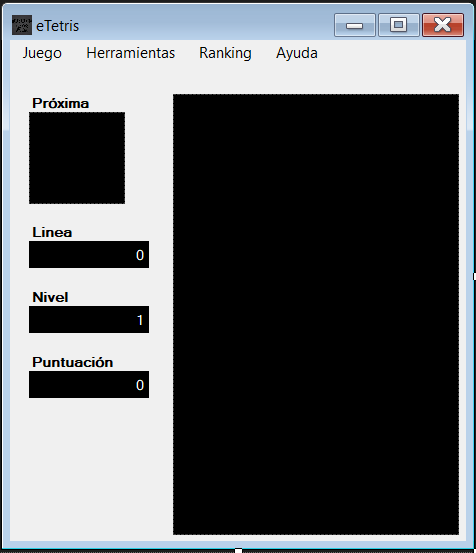 eTetris
Juego Herramientas Ranking Ayuda
Próxima
Linea
0
Nivel
1
Puntuación
0